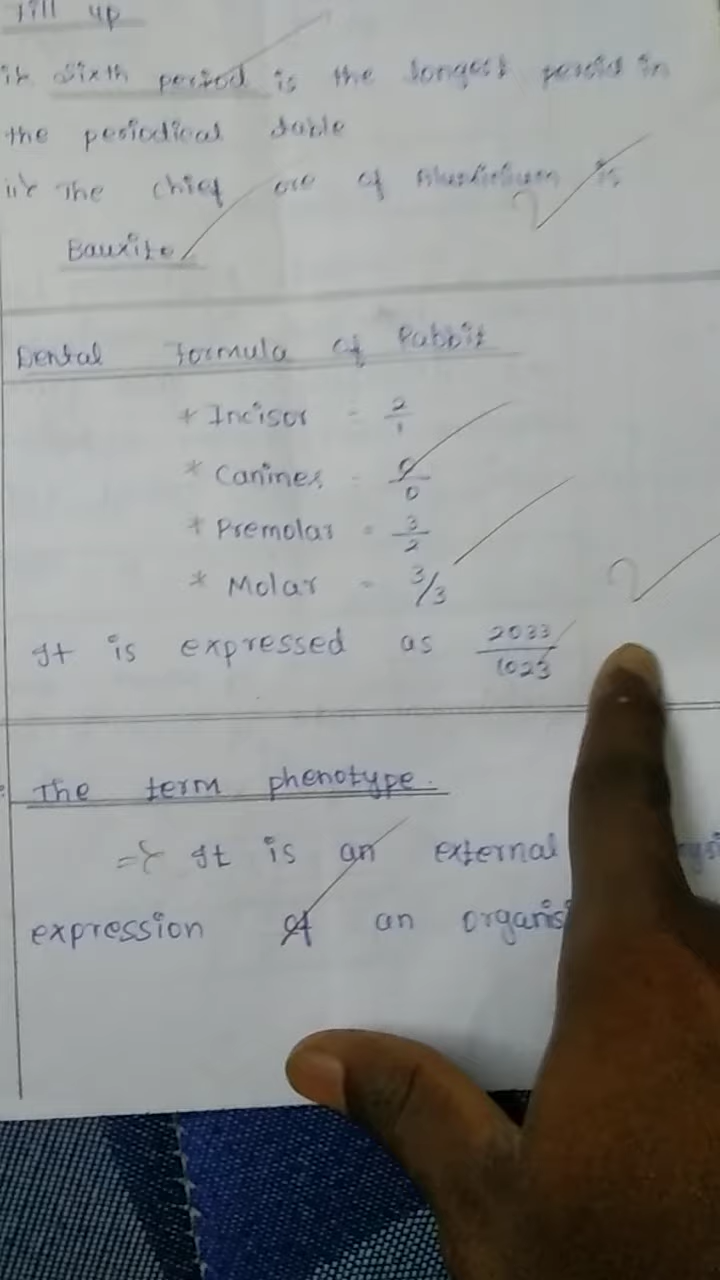 Fill up
i) Sixth period is the longest period in
the periodical table
ii) The chief ore of Aluminium is
Bauxite
Dental formula of Rabbit
* Incisor = 2/1
* Canines = 0/0
* Premolar = 3/2
* Molar = 3/3
It is expressed as 2033/1023
The term phenotype.
=> It is an external
expression of an